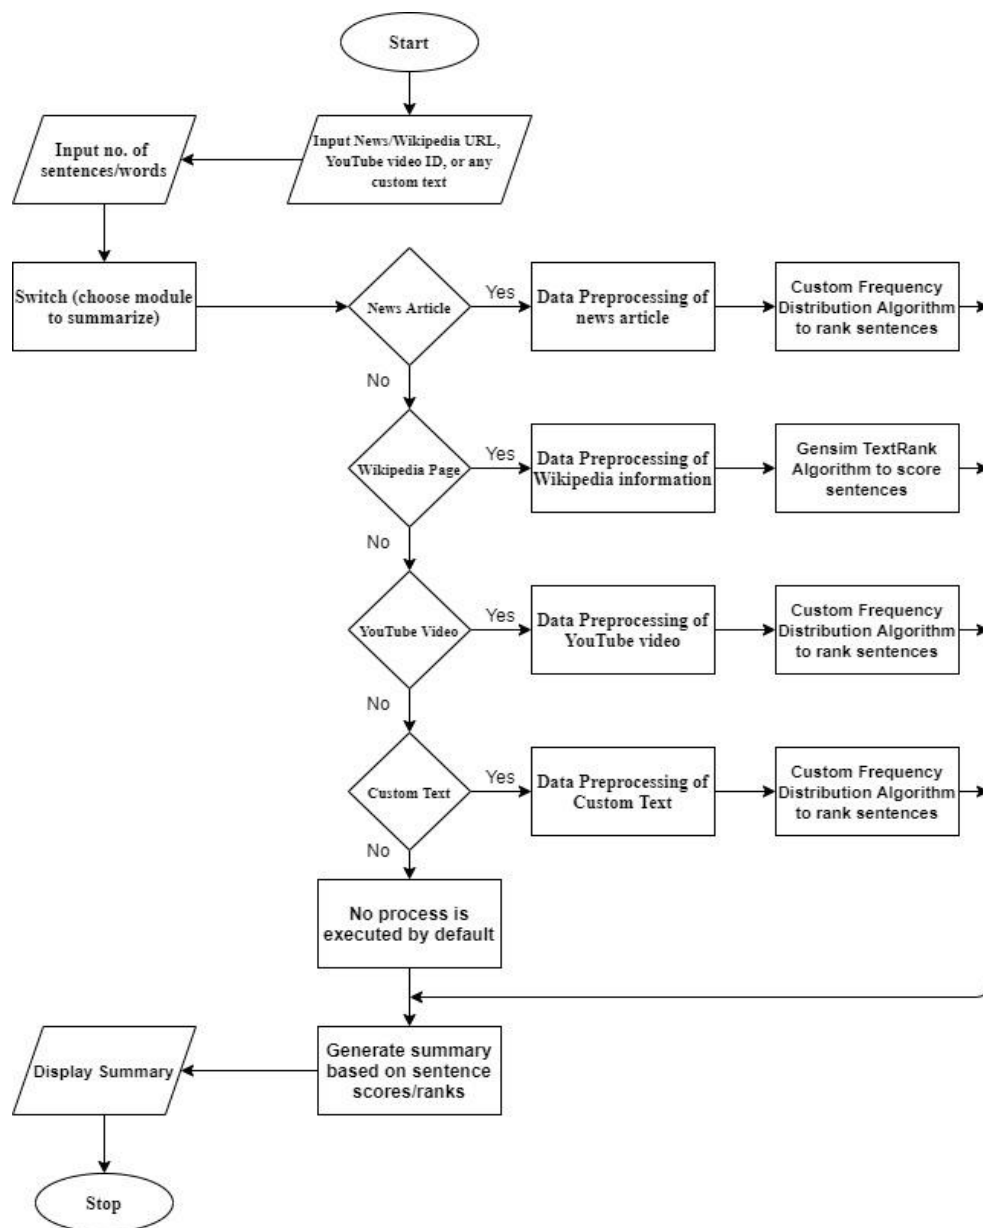 Start
Input News/Wikipedia URL,
YouTube video ID, or any
custom text
Input no. of
sentences/words
Switch (choose module
to summarize)
News Article
Yes
Data Preprocessing of
news article
Custom Frequency
Distribution Algorithm
to rank sentences
No
Wikipedia Page
Yes
Data Preprocessing of
Wikipedia information
Gensim TextRank
Algorithm to score
sentences
No
YouTube Video
Yes
Data Preprocessing of
YouTube video
Custom Frequency
Distribution Algorithm
to rank sentences
No
Custom Text
Yes
Data Preprocessing of
Custom Text
Custom Frequency
Distribution Algorithm
to rank sentences
No
No process is
executed by default
Generate summary
based on sentence
scores/ranks
Display Summary
Stop